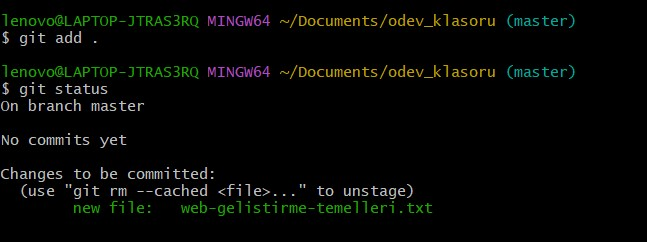 lenovo@LAPTOP-JTRAS3RQ MINGW64 ~/Documents/odev_klasoru (master)
$ git add .
lenovo@LAPTOP-JTRAS3RQ MINGW64 ~/Documents/odev_klasoru (master)
$ git status
On branch master
No commits yet
Changes to be committed:
(use "git rm --cached <file>..." to unstage)
new file: web-gelistirme-temelleri.txt